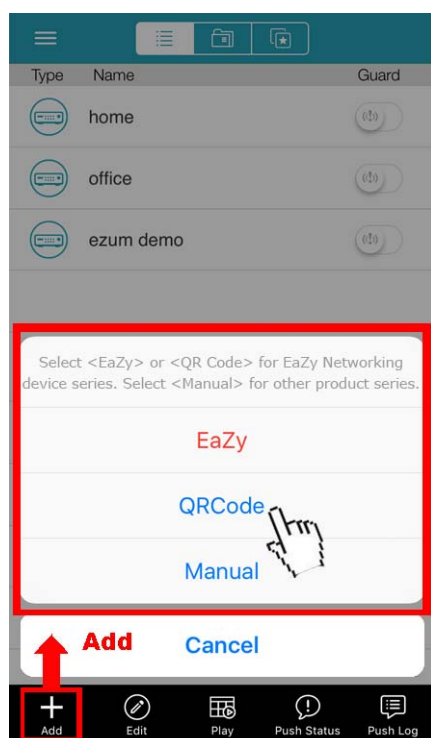 Type Name Guard
home
office
ezum demo
Select <EaZy> or <QR Code> for EaZy Networking
device series. Select <Manual> for other product series.
EaZy
QRCode
Manual
Add Cancel
Add Edit Play Push Status Push Log